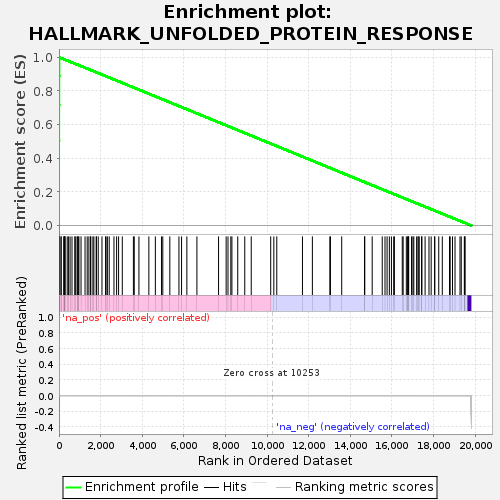 Enrichment plot:
HALLMARK_UNFOLDED_PROTEIN_RESPONSE
Enrichment score (ES)
1.0
0.8
0.6
0.4
0.2
0.0
Ranked list metric (PreRanked)
1.0
0.8
0.6
0.4
0.2
0.0
-0.2
-0.4
'na_pos' (positively correlated)
Zero cross at 10253
'na_neg' (negatively correlated)
0 2,000 4,000 6,000 8,000 10,000 12,000 14,000 16,000 18,000 20,000
Rank in Ordered Dataset
Enrichment profile Hits Ranking metric scores